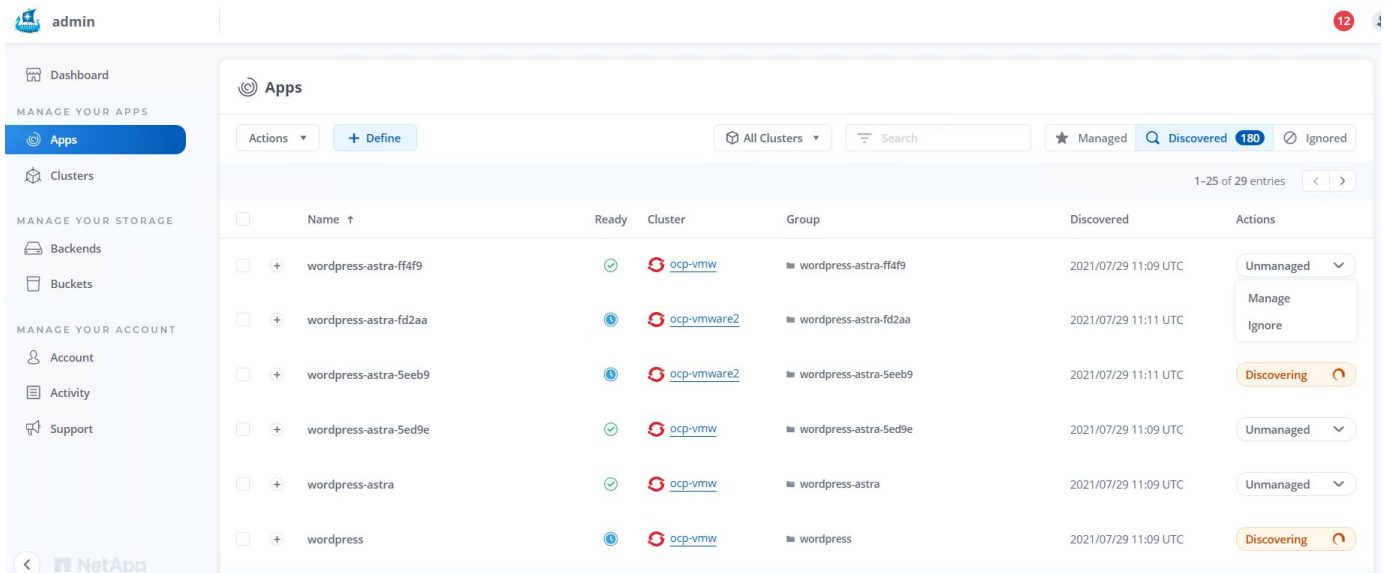 admin
12
Dashboard
MANAGE YOUR APPS
Apps
Clusters
MANAGE YOUR STORAGE
Backends
Buckets
MANAGE YOUR ACCOUNT
Account
Activity
Support
NetApp
Apps
Actions + Define All Clusters Search Managed Discovered 180 Ignored
1–25 of 29 entries < >
Name ↑ Ready Cluster Group Discovered Actions
+ wordpress-astra-ff4f9 ocp-vmw wordpress-astra-ff4f9 2021/07/29 11:09 UTC Unmanaged
Manage
+ wordpress-astra-fd2aa ocp-vmware2 wordpress-astra-fd2aa 2021/07/29 11:11 UTC
Ignore
+ wordpress-astra-5eeb9 ocp-vmware2 wordpress-astra-5eeb9 2021/07/29 11:11 UTC Discovering
+ wordpress-astra-5ed9e ocp-vmw wordpress-astra-5ed9e 2021/07/29 11:09 UTC Unmanaged
+ wordpress-astra ocp-vmw wordpress-astra 2021/07/29 11:09 UTC Unmanaged
+ wordpress ocp-vmw wordpress 2021/07/29 11:09 UTC Discovering